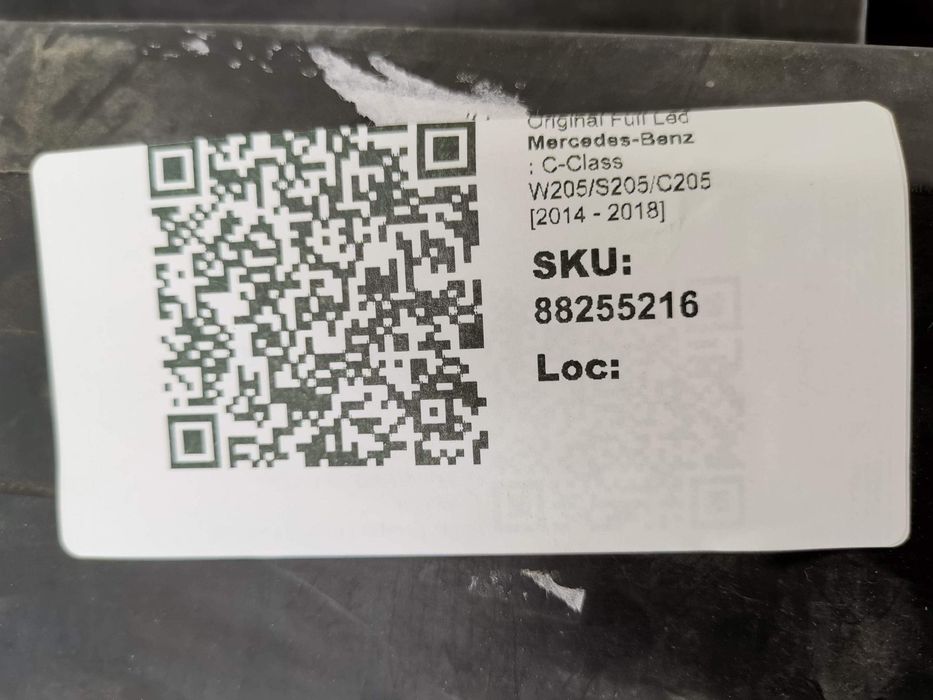 Original Full Led
Mercedes-Benz
: C-Class
W205/S205/C205
[2014 - 2018]
SKU:
88255216
Loc: